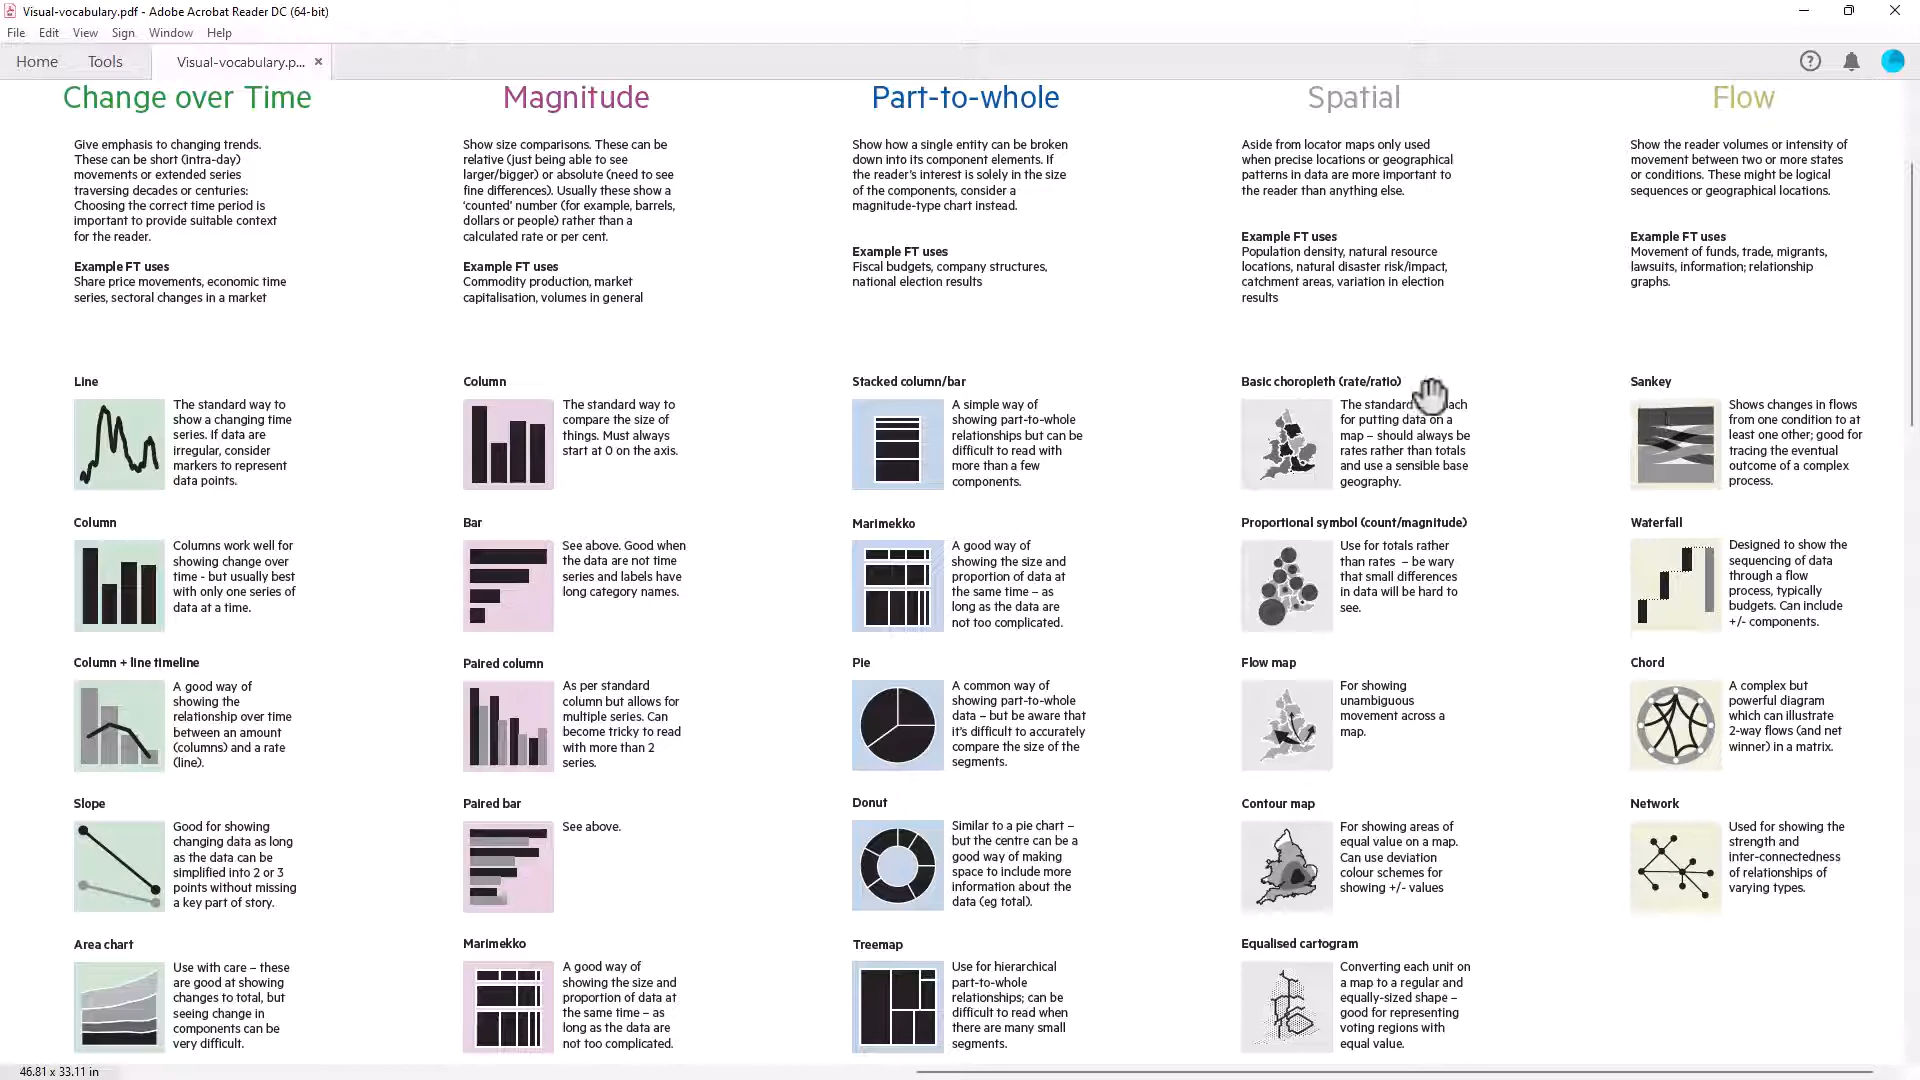 Visual-vocabulary.pdf - Adobe Acrobat Reader DC (64-bit)
File Edit View Sign Window Help
Home Tools Visual-vocabulary.p... ×
Change over Time
Give emphasis to changing trends.
These can be short (intra-day)
movements or extended series
traversing decades or centuries:
Choosing the correct time period is
important to provide suitable context
for the reader.
Example FT uses
Share price movements, economic time
series, sectoral changes in a market
Line
The standard way to
show a changing time
series. If data are
irregular, consider
markers to represent
data points.
Column
Columns work well for
showing change over
time - but usually best
with only one series of
data at a time.
Column + line timeline
A good way of
showing the
relationship over time
between an amount
(columns) and a rate
(line).
Slope
Good for showing
changing data as long
as the data can be
simplified into 2 or 3
points without missing
a key part of story.
Area chart
Use with care – these
are good at showing
changes to total, but
seeing change in
components can be
very difficult.
Magnitude
Show size comparisons. These can be
relative (just being able to see
larger/bigger) or absolute (need to see
fine differences). Usually these show a
‘counted’ number (for example, barrels,
dollars or people) rather than a
calculated rate or per cent.
Example FT uses
Commodity production, market
capitalisation, volumes in general
Column
The standard way to
compare the size of
things. Must always
start at 0 on the axis.
Bar
See above. Good when
the data are not time
series and labels have
long category names.
Paired column
As per standard
column but allows for
multiple series. Can
become tricky to read
with more than 2
series.
Paired bar
See above.
Marimekko
A good way of
showing the size and
proportion of data at
the same time – as
long as the data are
not too complicated.
Part-to-whole
Show how a single entity can be broken
down into its component elements. If
the reader’s interest is solely in the size
of the components, consider a
magnitude-type chart instead.
Example FT uses
Fiscal budgets, company structures,
national election results
Stacked column/bar
A simple way of
showing part-to-whole
relationships but can be
difficult to read with
more than a few
components.
Marimekko
A good way of
showing the size and
proportion of data at
the same time – as
long as the data are
not too complicated.
Pie
A common way of
showing part-to-whole
data – but be aware that
it’s difficult to accurately
compare the size of the
segments.
Donut
Similar to a pie chart –
but the centre can be a
good way of making
space to include more
information about the
data (eg total).
Treemap
Use for hierarchical
part-to-whole
relationships; can be
difficult to read when
there are many small
segments.
Spatial
Aside from locator maps only used
when precise locations or geographical
patterns in data are more important to
the reader than anything else.
Example FT uses
Population density, natural resource
locations, natural disaster risk/impact,
catchment areas, variation in election
results
Basic choropleth (rate/ratio)
The standard
for putting data on a
map – should always be
rates rather than totals
and use a sensible base
geography.
Proportional symbol (count/magnitude)
Use for totals rather
than rates – be wary
that small differences
in data will be hard to
see.
Flow map
For showing
unambiguous
movement across a
map.
Contour map
For showing areas of
equal value on a map.
Can use deviation
colour schemes for
showing +/- values
Equalised cartogram
Converting each unit on
a map to a regular and
equally-sized shape –
good for representing
voting regions with
equal value.
Flow
Show the reader volumes or intensity of
movement between two or more states
or conditions. These might be logical
sequences or geographical locations.
Example FT uses
Movement of funds, trade, migrants,
lawsuits, information; relationship
graphs.
Sankey
Shows changes in flows
from one condition to at
least one other; good for
tracing the eventual
outcome of a complex
process.
Waterfall
Designed to show the
sequencing of data
through a flow
process, typically
budgets. Can include
+/- components.
Chord
A complex but
powerful diagram
which can illustrate
2-way flows (and net
winner) in a matrix.
Network
Used for showing the
strength and
inter-connectedness
of relationships of
varying types.
46.81 x 33.11 in